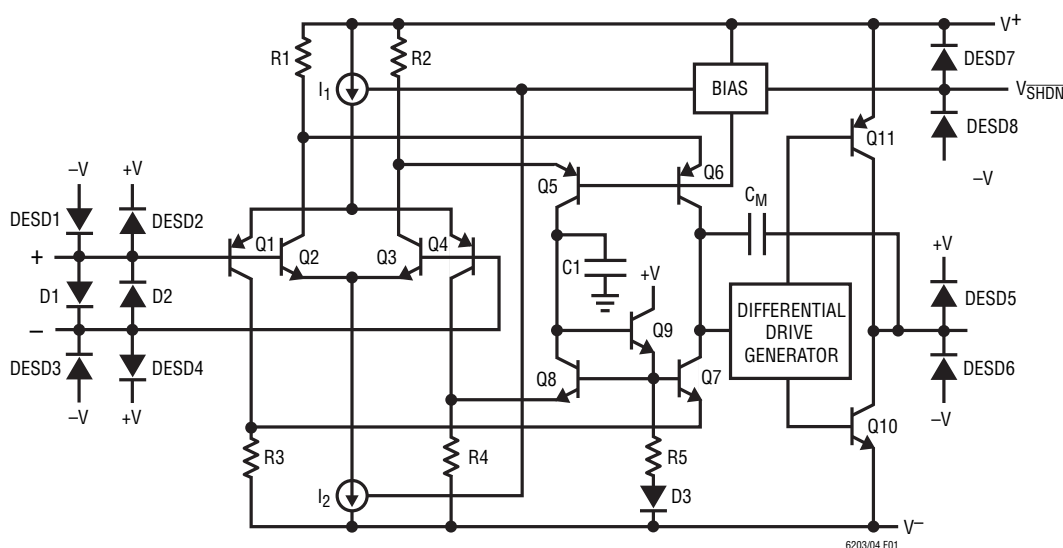 V+
R1
R2
DESD7
I1
BIAS
VSHDN
DESD8
Q11
–V
+V
Q5
Q6
CM
–V
DESD1
DESD2
+
Q1
Q2
Q3
Q4
C1
+V
+V
D1
D2
DIFFERENTIAL
DRIVE
GENERATOR
DESD5
–
Q9
DESD3
DESD4
Q8
Q7
DESD6
–V
+V
–V
Q10
R3
R4
R5
I2
D3
V–
6203/04 F01